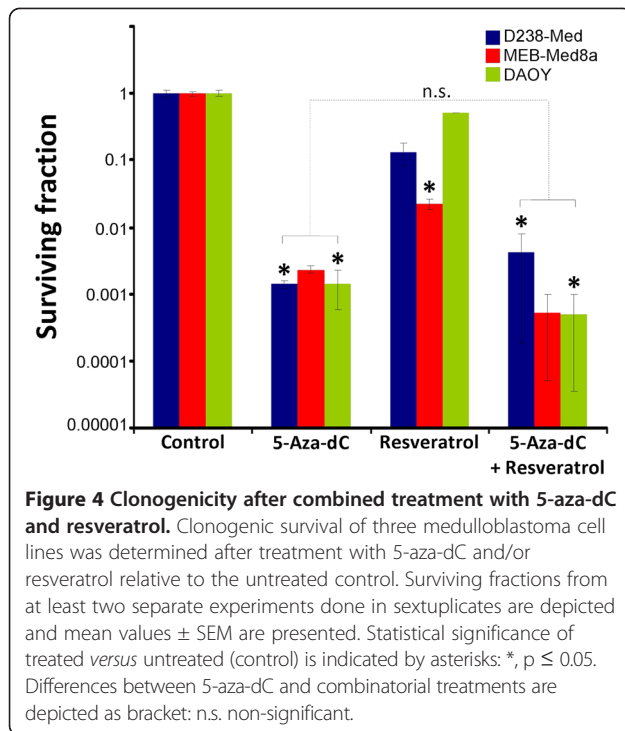 D238-Med
MEB-Med8a
DAOY
n.s.
1
0.1
0.01
0.001
0.0001
0.00001
Surviving fraction
*
*
*
*
*
Control
5-Aza-dC
Resveratrol
5-Aza-dC
+ Resveratrol
Figure 4 Clonogenicity after combined treatment with 5-aza-dC
and resveratrol. Clonogenic survival of three medulloblastoma cell
lines was determined after treatment with 5-aza-dC and/or
resveratrol relative to the untreated control. Surviving fractions from
at least two separate experiments done in sextuplicates are depicted
and mean values ± SEM are presented. Statistical significance of
treated versus untreated (control) is indicated by asterisks: *, p ≤ 0.05.
Differences between 5-aza-dC and combinatorial treatments are
depicted as bracket: n.s. non-significant.